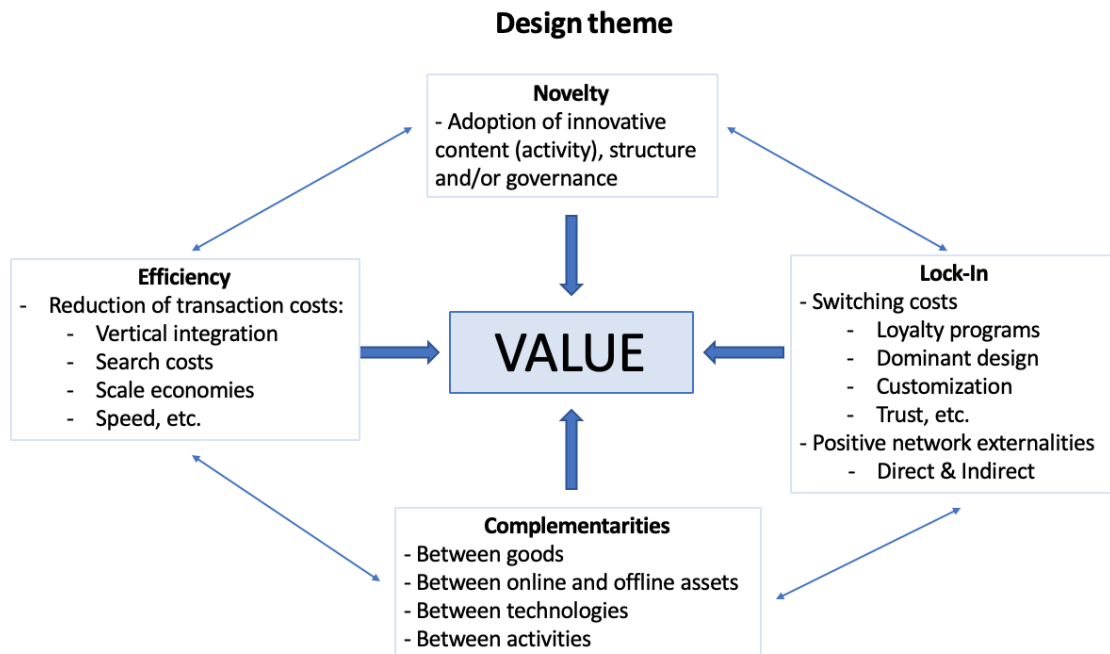 Design theme
Novelty
- Adoption of innovative
content (activity), structure
and/or governance
Efficiency
- Reduction of transaction costs:
- Vertical integration
- Search costs
- Scale economies
- Speed, etc.
VALUE
Lock-In
- Switching costs
- Loyalty programs
- Dominant design
- Customization
- Trust, etc.
- Positive network externalities
- Direct & Indirect
Complementarities
- Between goods
- Between online and offline assets
- Between technologies
- Between activities